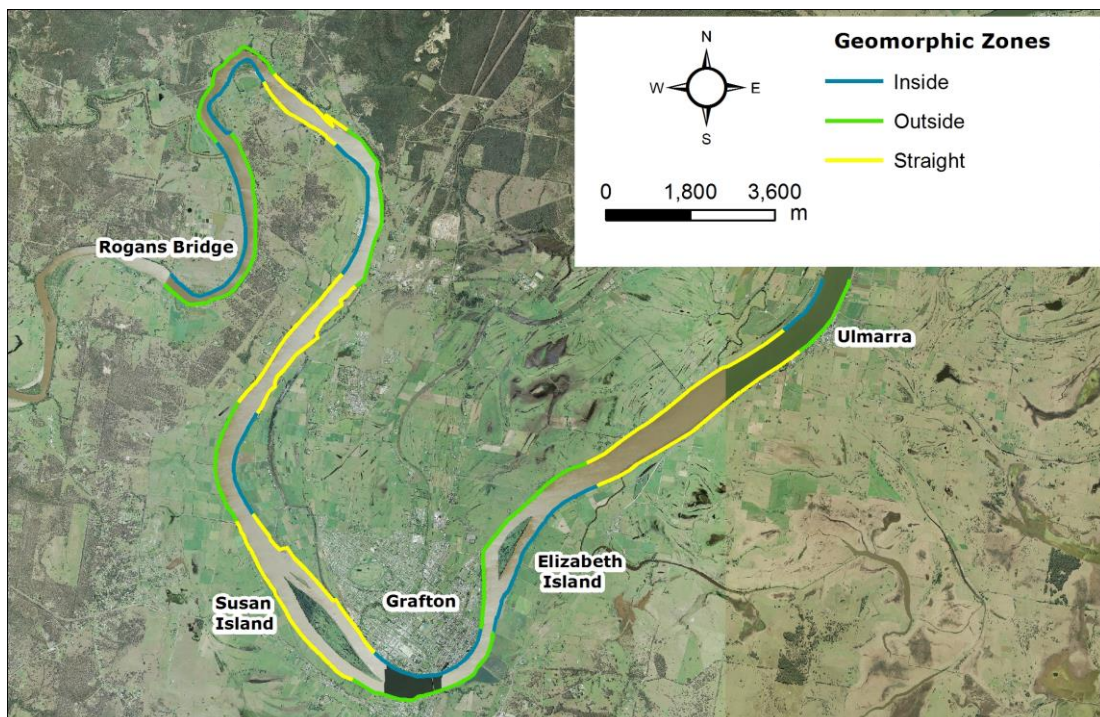 N
W E
S
Geomorphic Zones
Inside
Outside
Straight
0 1,800 3,600
m
Rogans Bridge
Ulmarra
Elizabeth
Island
Grafton
Susan
Island